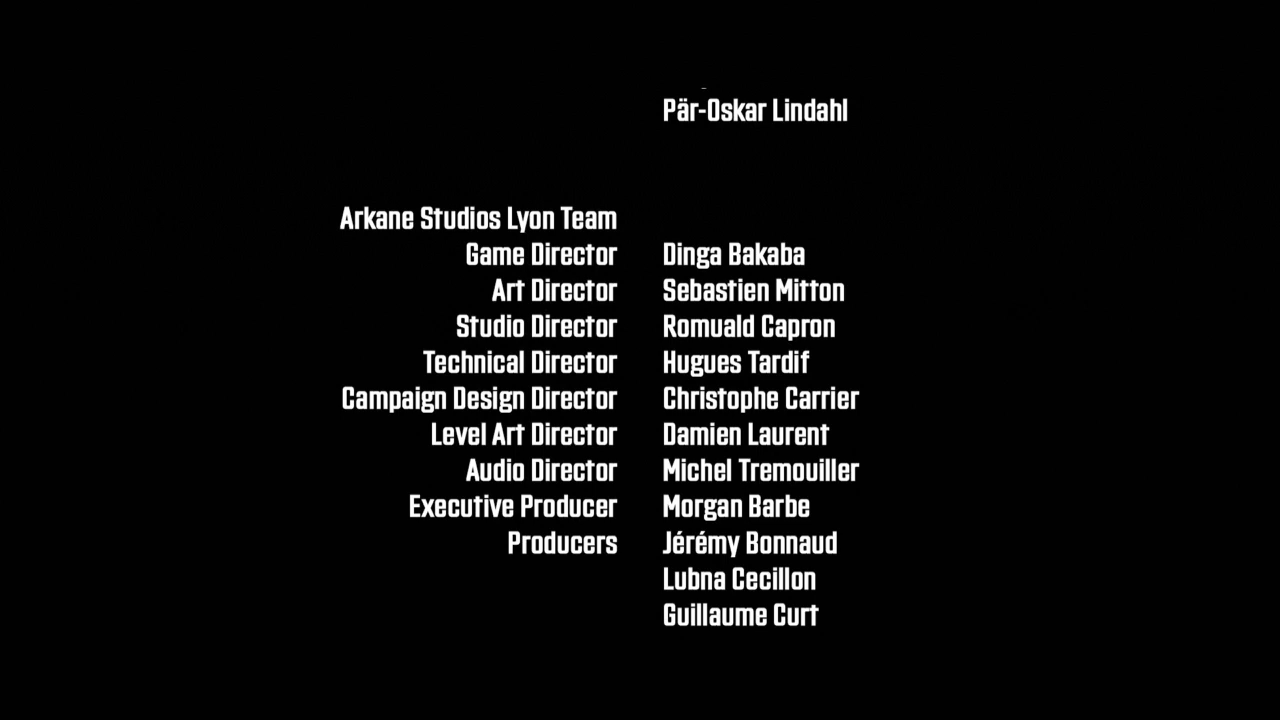 Pär-Oskar Lindahl
Arkane Studios Lyon Team
Game Director Dinga Bakaba
Art Director Sebastien Mitton
Studio Director Romuald Capron
Technical Director Hugues Tardif
Campaign Design Director Christophe Carrier
Level Art Director Damien Laurent
Audio Director Michel Tremouiller
Executive Producer Morgan Barbe
Producers Jérémy Bonnaud
Lubna Cecillon
Guillaume Curt